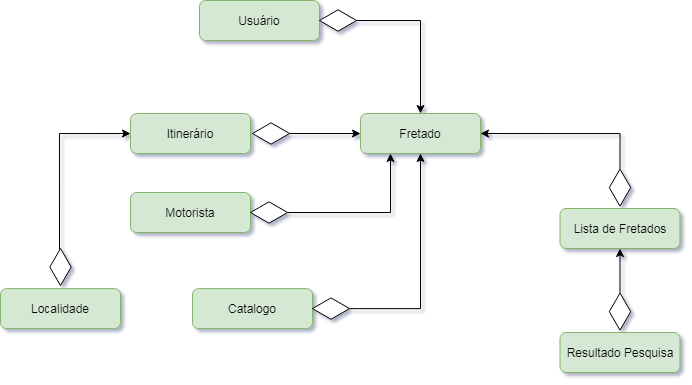 Usuário
Itinerário
Fretado
Motorista
Lista de Fretados
Localidade
Catalogo
Resultado Pesquisa